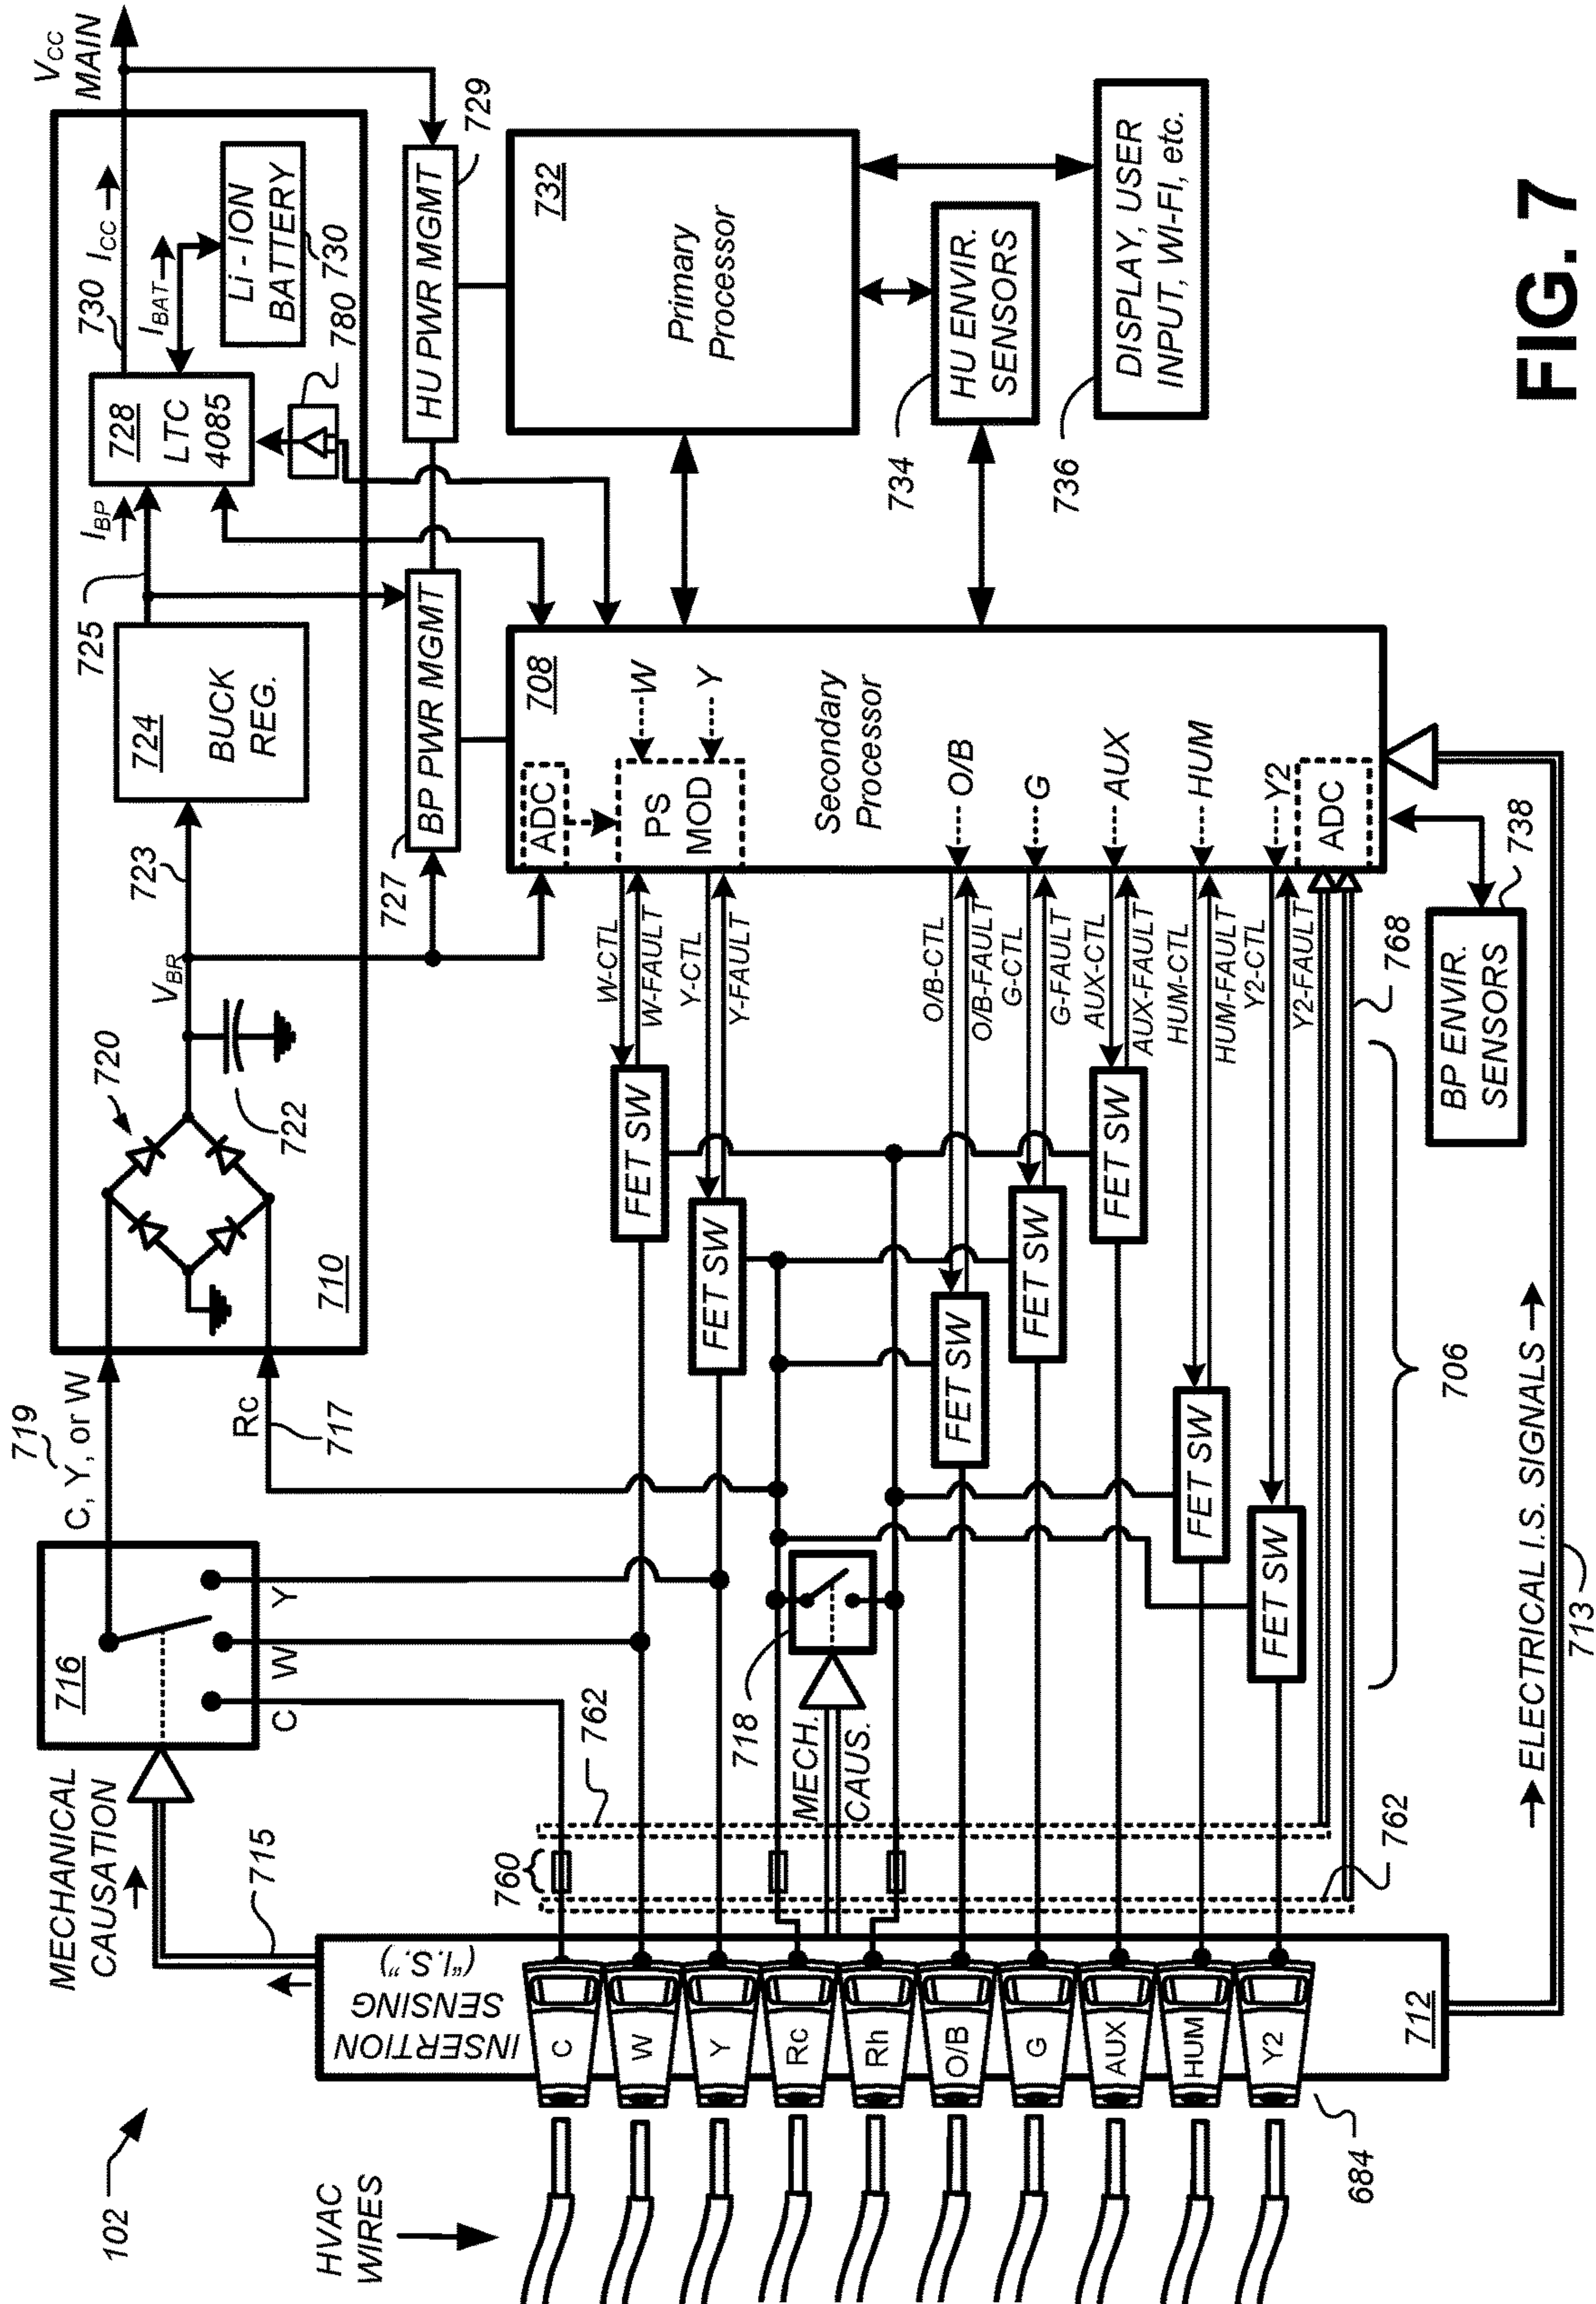 102
HVAC
WIRES
684
712
INSERTION
SENSING
("I.S.")
C
W
Y
Rc
Rh
O/B
G
AUX
HUM
Y2
MECHANICAL
CAUSATION
715
716
C
W
Y
719
C, Y, or W
Rc
717
710
720
722
VBP
723
724
BUCK
REG.
725
IBP
728
LTC
4085
730
ICC
IBAT
Li - ION
BATTERY
730
780
VCC
MAIN
727
BP PWR MGMT
HU PWR MGMT
729
760
762
762
718
MECH.
CAUS.
FET SW
FET SW
FET SW
FET SW
FET SW
FET SW
FET SW
W-CTL
W-FAULT
Y-CTL
Y-FAULT
O/B-CTL
O/B-FAULT
G-CTL
G-FAULT
AUX-CTL
AUX-FAULT
HUM-CTL
HUM-FAULT
Y2-CTL
Y2-FAULT
706
768
708
ADC
PS
MOD
W
Y
Secondary
Processor
O/B
G
AUX
HUM
Y2
ADC
732
Primary
Processor
734
HU ENVIR.
SENSORS
736
DISPLAY, USER
INPUT, WI-FI, etc.
BP ENVIR.
SENSORS
738
ELECTRICAL I.S. SIGNALS
713
FIG. 7